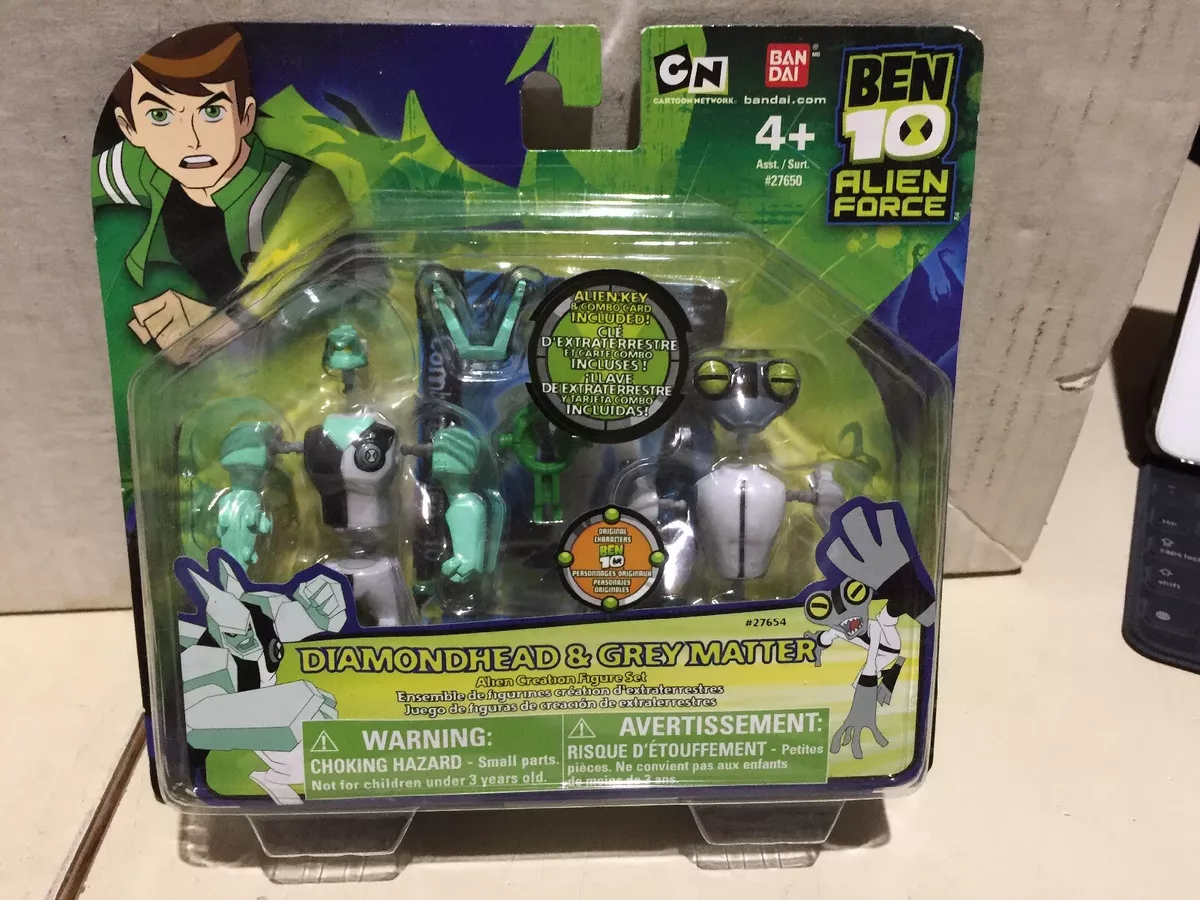 CN
CARTOON NETWORK
BAN
DAI
bandai.com
4+
Asst. / Surt.
#27650
BEN
10
ALIEN
FORCE
ALIEN KEY
& COMBO CARD
INCLUDED!
CLÉ
D'EXTRATERRESTRE
ET CARTE COMBO
INCLUSES !
¡LLAVE
DE EXTRATERRESTRE
Y TARJETA COMBO
INCLUIDAS!
ORIGINAL
CHARACTERS
BEN
10
PERSONNAGES ORIGINAUX
PERSONAJES
ORIGINALES
#27654
DIAMONDHEAD & GREY MATTER
Alien Creation Figure Set
Ensemble de figurines création d'extraterrestres
Juego de figuras de creación de extraterrestres
WARNING:
CHOKING HAZARD - Small parts.
Not for children under 3 years old.
AVERTISSEMENT:
RISQUE D'ÉTOUFFEMENT - Petites
pièces. Ne convient pas aux enfants
de moins de 3 ans.
caps lock
shift